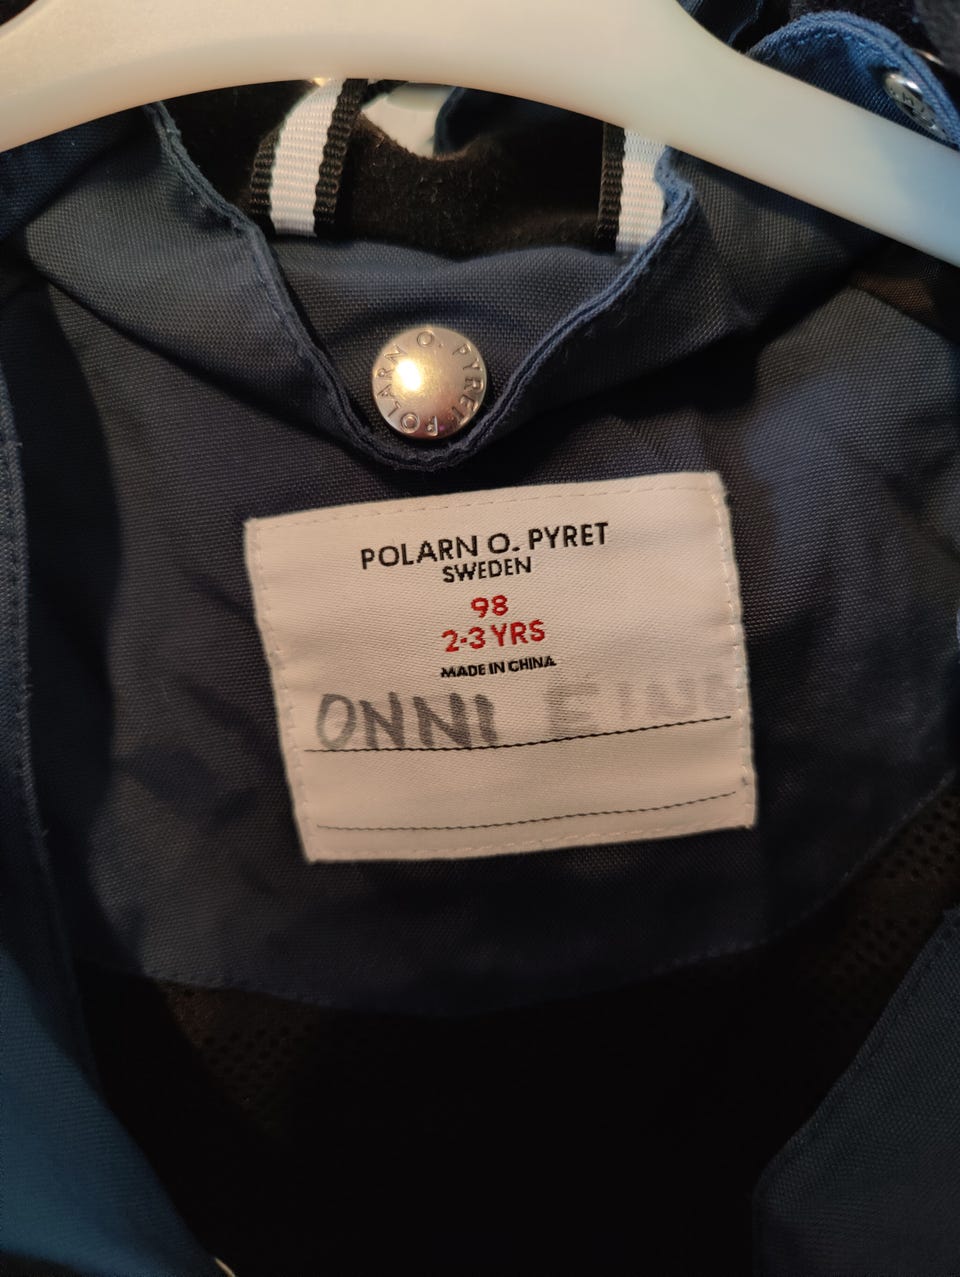 POLARN O. PYRET
POLARN O. PYRET
SWEDEN
98
2-3 YRS
MADE IN CHINA
ONNI